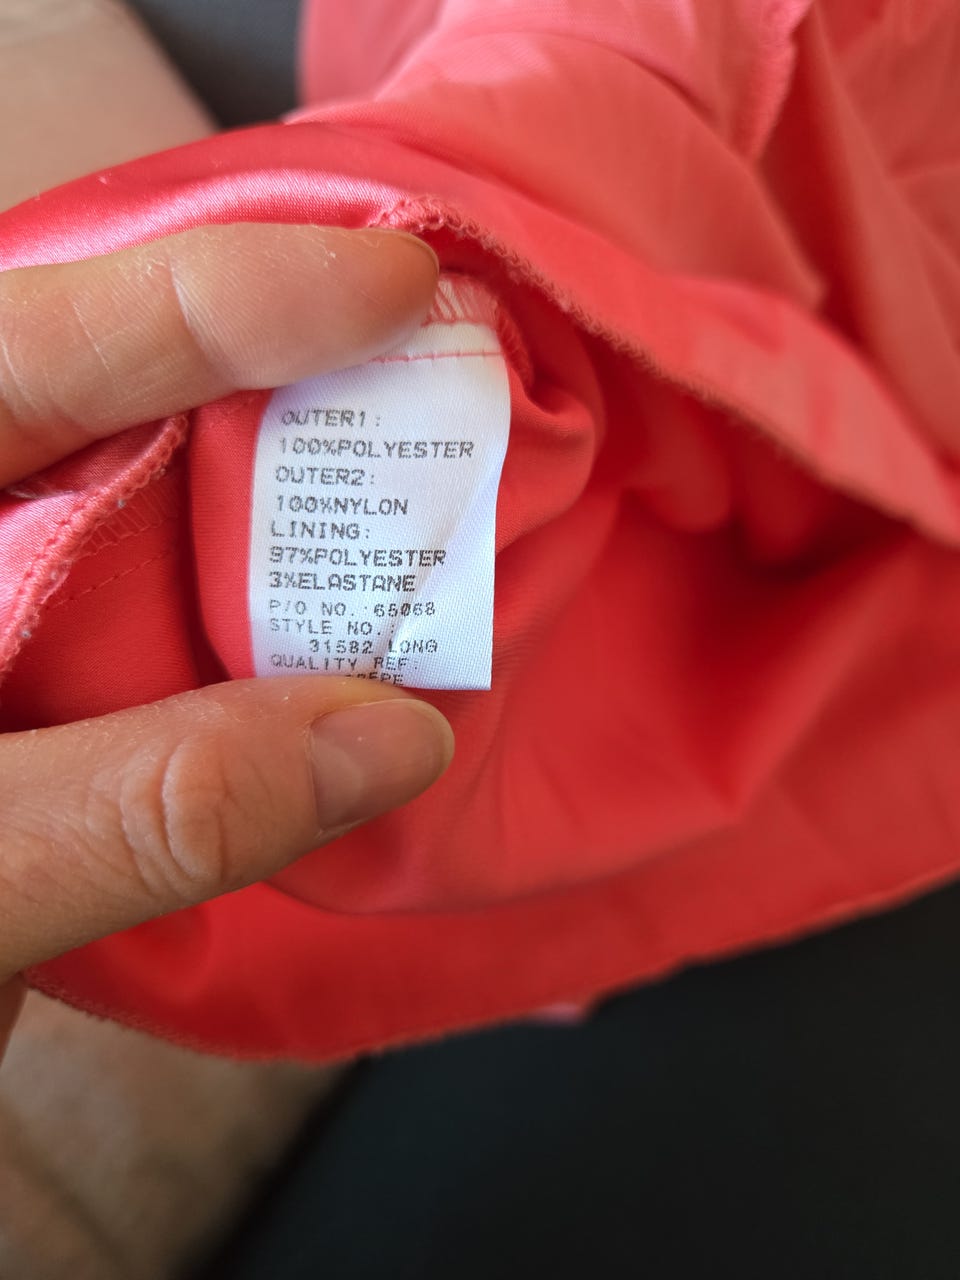 OUTER1:
100%POLYESTER
OUTER2:
100%NYLON
LINING:
97%POLYESTER
3%ELASTANE
P/O NO.:65068
STYLE NO.:
31582 LONG
QUALITY REF: